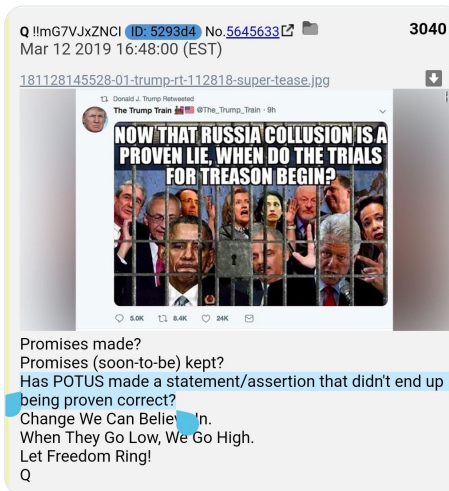 Q !!mG7VJxZNCI ID: 5293d4 No.5645633 3040
Mar 12 2019 16:48:00 (EST)
181128145528-01-trump-rt-112818-super-tease.jpg
Donald J. Trump Retweeted
The Trump Train 🚂🇺🇸 @The_Trump_Train · 9h
NOW THAT RUSSIA COLLUSION IS A
PROVEN LIE, WHEN DO THE TRIALS
FOR TREASON BEGIN?
5.0K 8.4K 24K
Promises made?
Promises (soon-to-be) kept?
Has POTUS made a statement/assertion that didn't end up
being proven correct?
Change We Can Believe In.
When They Go Low, We Go High.
Let Freedom Ring!
Q